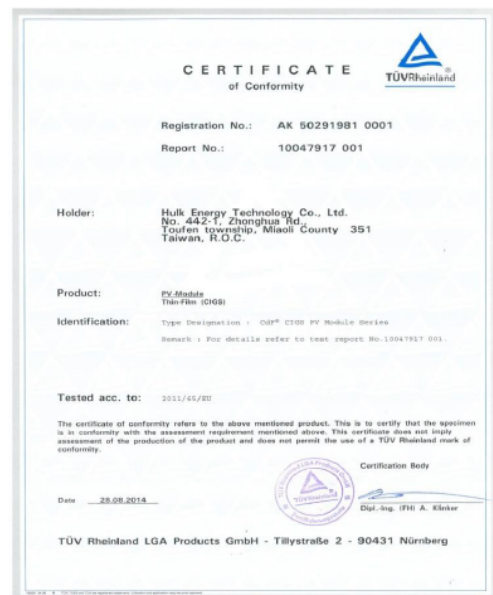 CERTIFICATE
of Conformity
TÜVRheinland
Registration No.: AK 50291981 0001
Report No.: 10047917 001
Holder: Hulk Energy Technology Co., Ltd.
No. 442-1, Zhonghua Rd.,
Toufen township, Miaoli County 351
Taiwan, R.O.C.
Product: PV-Module
Thin-Film (CIGS)
Identification: Type Designation : CdF® CIGS PV Module Series
Remark : For details refer to test report No.10047917 001.
Tested acc. to: 2011/65/EU
The certificate of conformity refers to the above mentioned product. This is to certify that the specimen
is in conformity with the assessment requirement mentioned above. This certificate does not imply
assessment of the production of the product and does not permit the use of a TÜV Rheinland mark of
conformity.
Certification Body
TÜVRheinland
Date 28.08.2014
Dipl.-Ing. (FH) A. Klinker
TÜV Rheinland LGA Products GmbH - Tillystraße 2 - 90431 Nürnberg